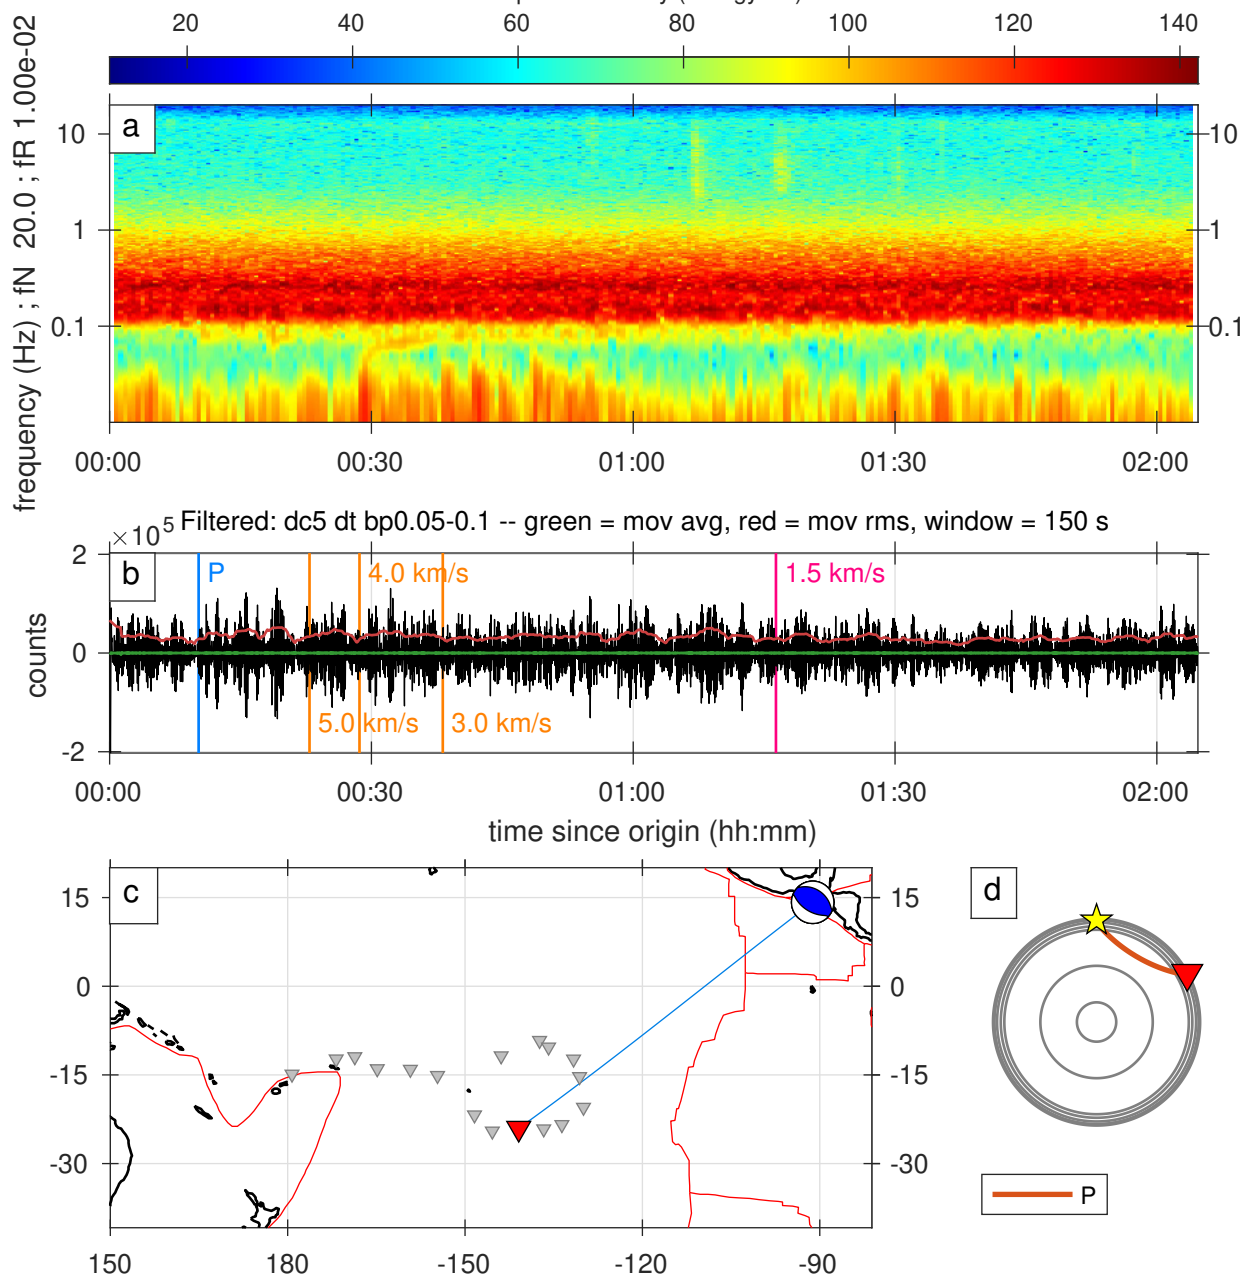 20 40 60 80 100 120 140
frequency (Hz) ; fN 20.0 ; fR 1.00e-02
a
10 10
1 1
0.1 0.1
00:00 00:30 01:00 01:30 02:00
×10⁵ Filtered: dc5 dt bp0.05-0.1 -- green = mov avg, red = mov rms, window = 150 s
b
counts
2
0
-2
P 4.0 km/s 1.5 km/s
5.0 km/s 3.0 km/s
00:00 00:30 01:00 01:30 02:00
time since origin (hh:mm)
c d
15 15
0 0
-15 -15
-30 -30
150 180 -150 -120 -90
P